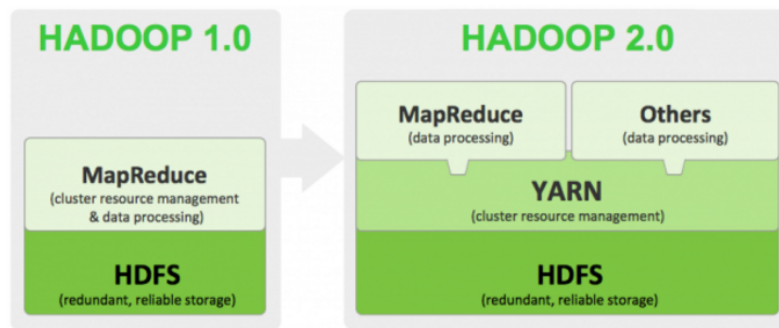 HADOOP 1.0
MapReduce
(cluster resource management
& data processing)
HDFS
(redundant, reliable storage)
HADOOP 2.0
MapReduce
(data processing)
Others
(data processing)
YARN
(cluster resource management)
HDFS
(redundant, reliable storage)